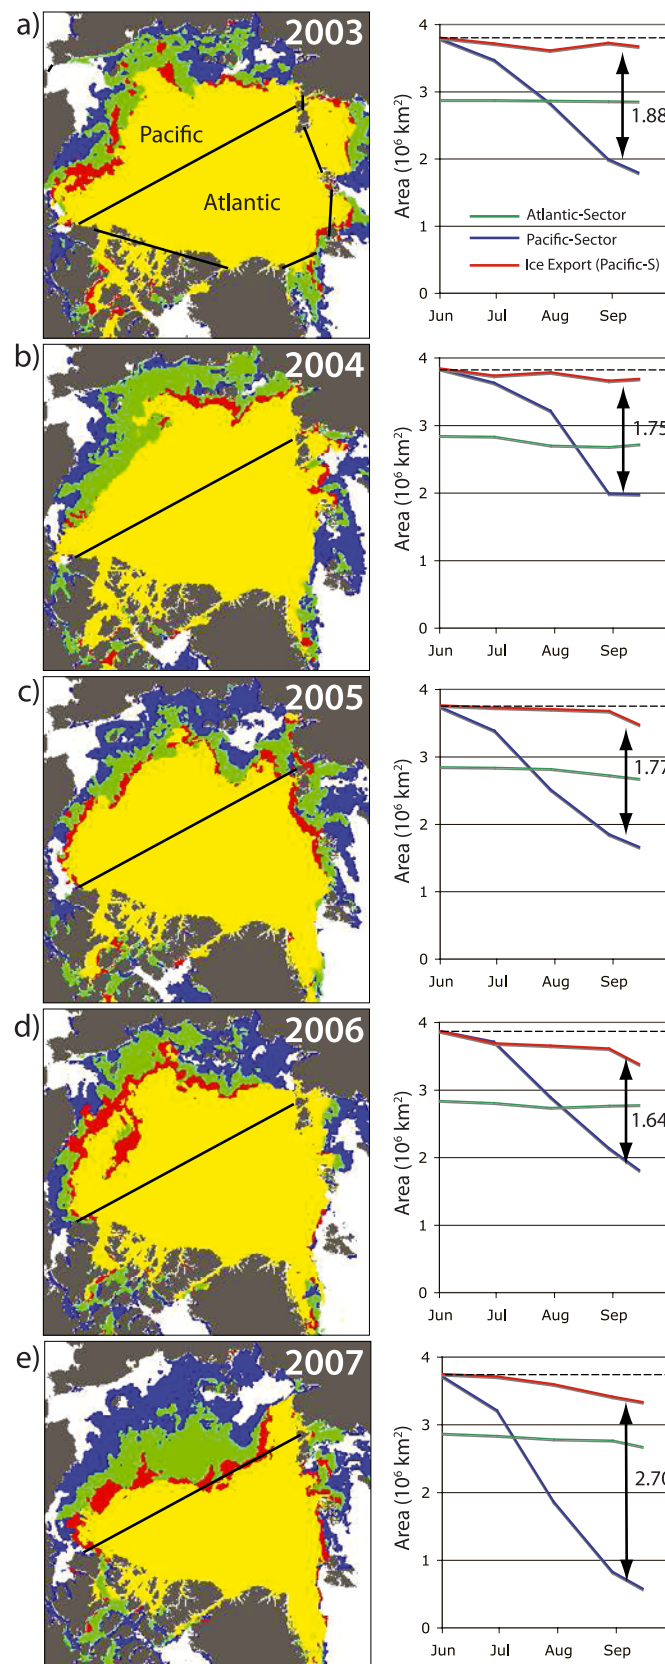 a)
2003
Pacific
Atlantic
Area (10⁶ km²)
4
3
2
1
0
1.88
Atlantic-Sector
Pacific-Sector
Ice Export (Pacific-S)
Jun Jul Aug Sep
b)
2004
Area (10⁶ km²)
4
3
2
1
0
1.75
Jun Jul Aug Sep
c)
2005
Area (10⁶ km²)
4
3
2
1
0
1.77
Jun Jul Aug Sep
d)
2006
Area (10⁶ km²)
4
3
2
1
0
1.64
Jun Jul Aug Sep
e)
2007
Area (10⁶ km²)
4
3
2
1
0
2.70
Jun Jul Aug Sep